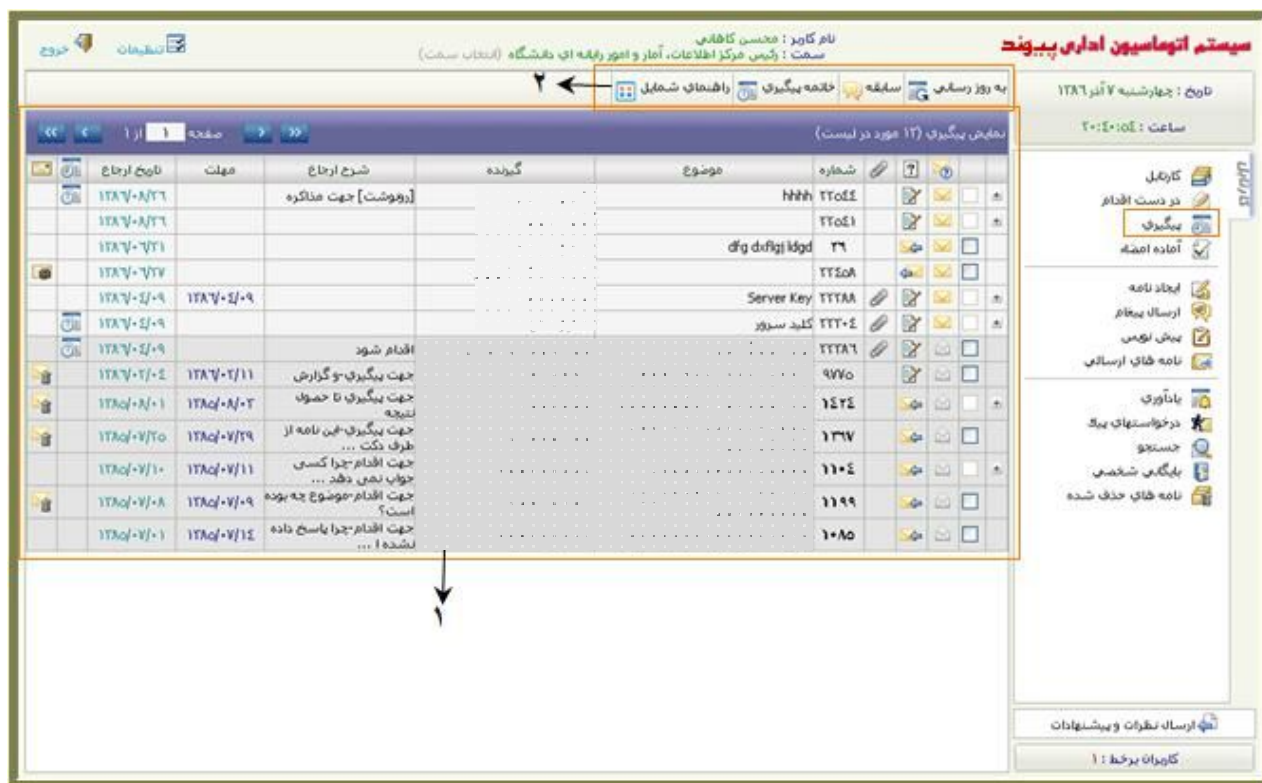 سیستم اتوماسیون اداری پیوند
نام کاربر : محسن کاهانی
سمت : رئیس مرکز اطلاعات، آمار و امور رایانه ای دانشگاه (انتخاب سمت)
تنظیمات
خروج
تاریخ : چهارشنبه ۷ آذر ۱۳۸۶
ساعت : ۲۰:۴۰:۵۴
به روز رسانی سابقه خاتمه پیگیری راهنمای شمایل
۲
نمایش پیگیری (۱۳ مورد در لیست)
صفحه ۱ از ۱
شماره موضوع گیرنده شرح ارجاع مهلت تاریخ ارجاع
۲۲۵۴۴ hhhh [رونوشت] جهت مذاکره ۱۳۸۶/۰۸/۲۶
۲۲۵۴۱ ۱۳۸۶/۰۸/۲۶
۲۶ dfg dxflgj ldgd ۱۳۸۶/۰۶/۳۱
۲۲۴۵۸ ۱۳۸۶/۰۶/۲۷
۲۲۲۸۸ Server Key ۱۳۸۶/۰۴/۰۹ ۱۳۸۶/۰۴/۰۹
۲۲۲۰۴ کلید سرور ۱۳۸۶/۰۴/۰۹
۲۲۲۸۶ اقدام شود ۱۳۸۶/۰۴/۰۹
۹۷۷۵ جهت پیگیری-و گزارش ۱۳۸۶/۰۲/۱۱ ۱۳۸۶/۰۲/۰۴
۱۴۲۴ جهت پیگیری تا حصول نتیجه ۱۳۸۵/۰۸/۰۳ ۱۳۸۵/۰۸/۰۱
۱۳۶۷ جهت پیگیری-این نامه از طرف دکت ... ۱۳۸۵/۰۷/۲۹ ۱۳۸۵/۰۷/۲۵
۱۱۰۴ جهت اقدام-چرا کسی جواب نمی دهد ... ۱۳۸۵/۰۷/۱۱ ۱۳۸۵/۰۷/۱۰
۱۱۹۹ جهت اقدام-موضوع چه بوده است؟ ۱۳۸۵/۰۷/۰۹ ۱۳۸۵/۰۷/۰۸
۱۰۸۵ جهت اقدام-چرا پاسخ داده نشده ا ... ۱۳۸۵/۰۷/۱۲ ۱۳۸۵/۰۷/۰۱
۱
کارتابل
کارتابل
در دست اقدام
پیگیری
آماده امضاء
ایجاد نامه
ارسال پیغام
پیش نویس
نامه های ارسالی
یادآوری
درخواستهای پیک
جستجو
بایگانی شخصی
نامه های حذف شده
ارسال نظرات و پیشنهادات
کاربران برخط : ۱